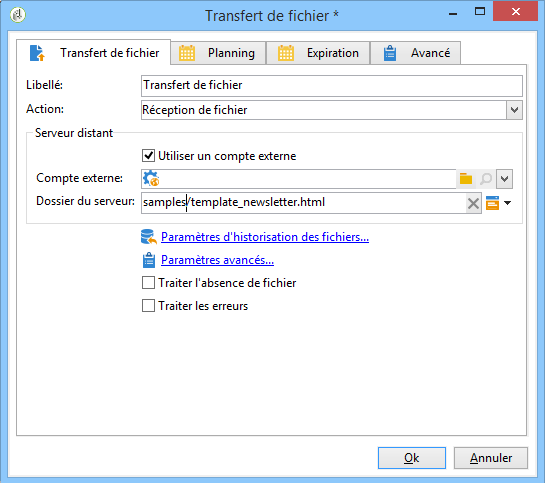 Transfert de fichier *
Transfert de fichier
Planning
Expiration
Avancé
Libellé:
Transfert de fichier
Action:
Réception de fichier
Serveur distant
Utiliser un compte externe
Compte externe:
Dossier du serveur:
samples/template_newsletter.html
Paramètres d'historisation des fichiers...
Paramètres avancés...
Traiter l'absence de fichier
Traiter les erreurs
Ok
Annuler